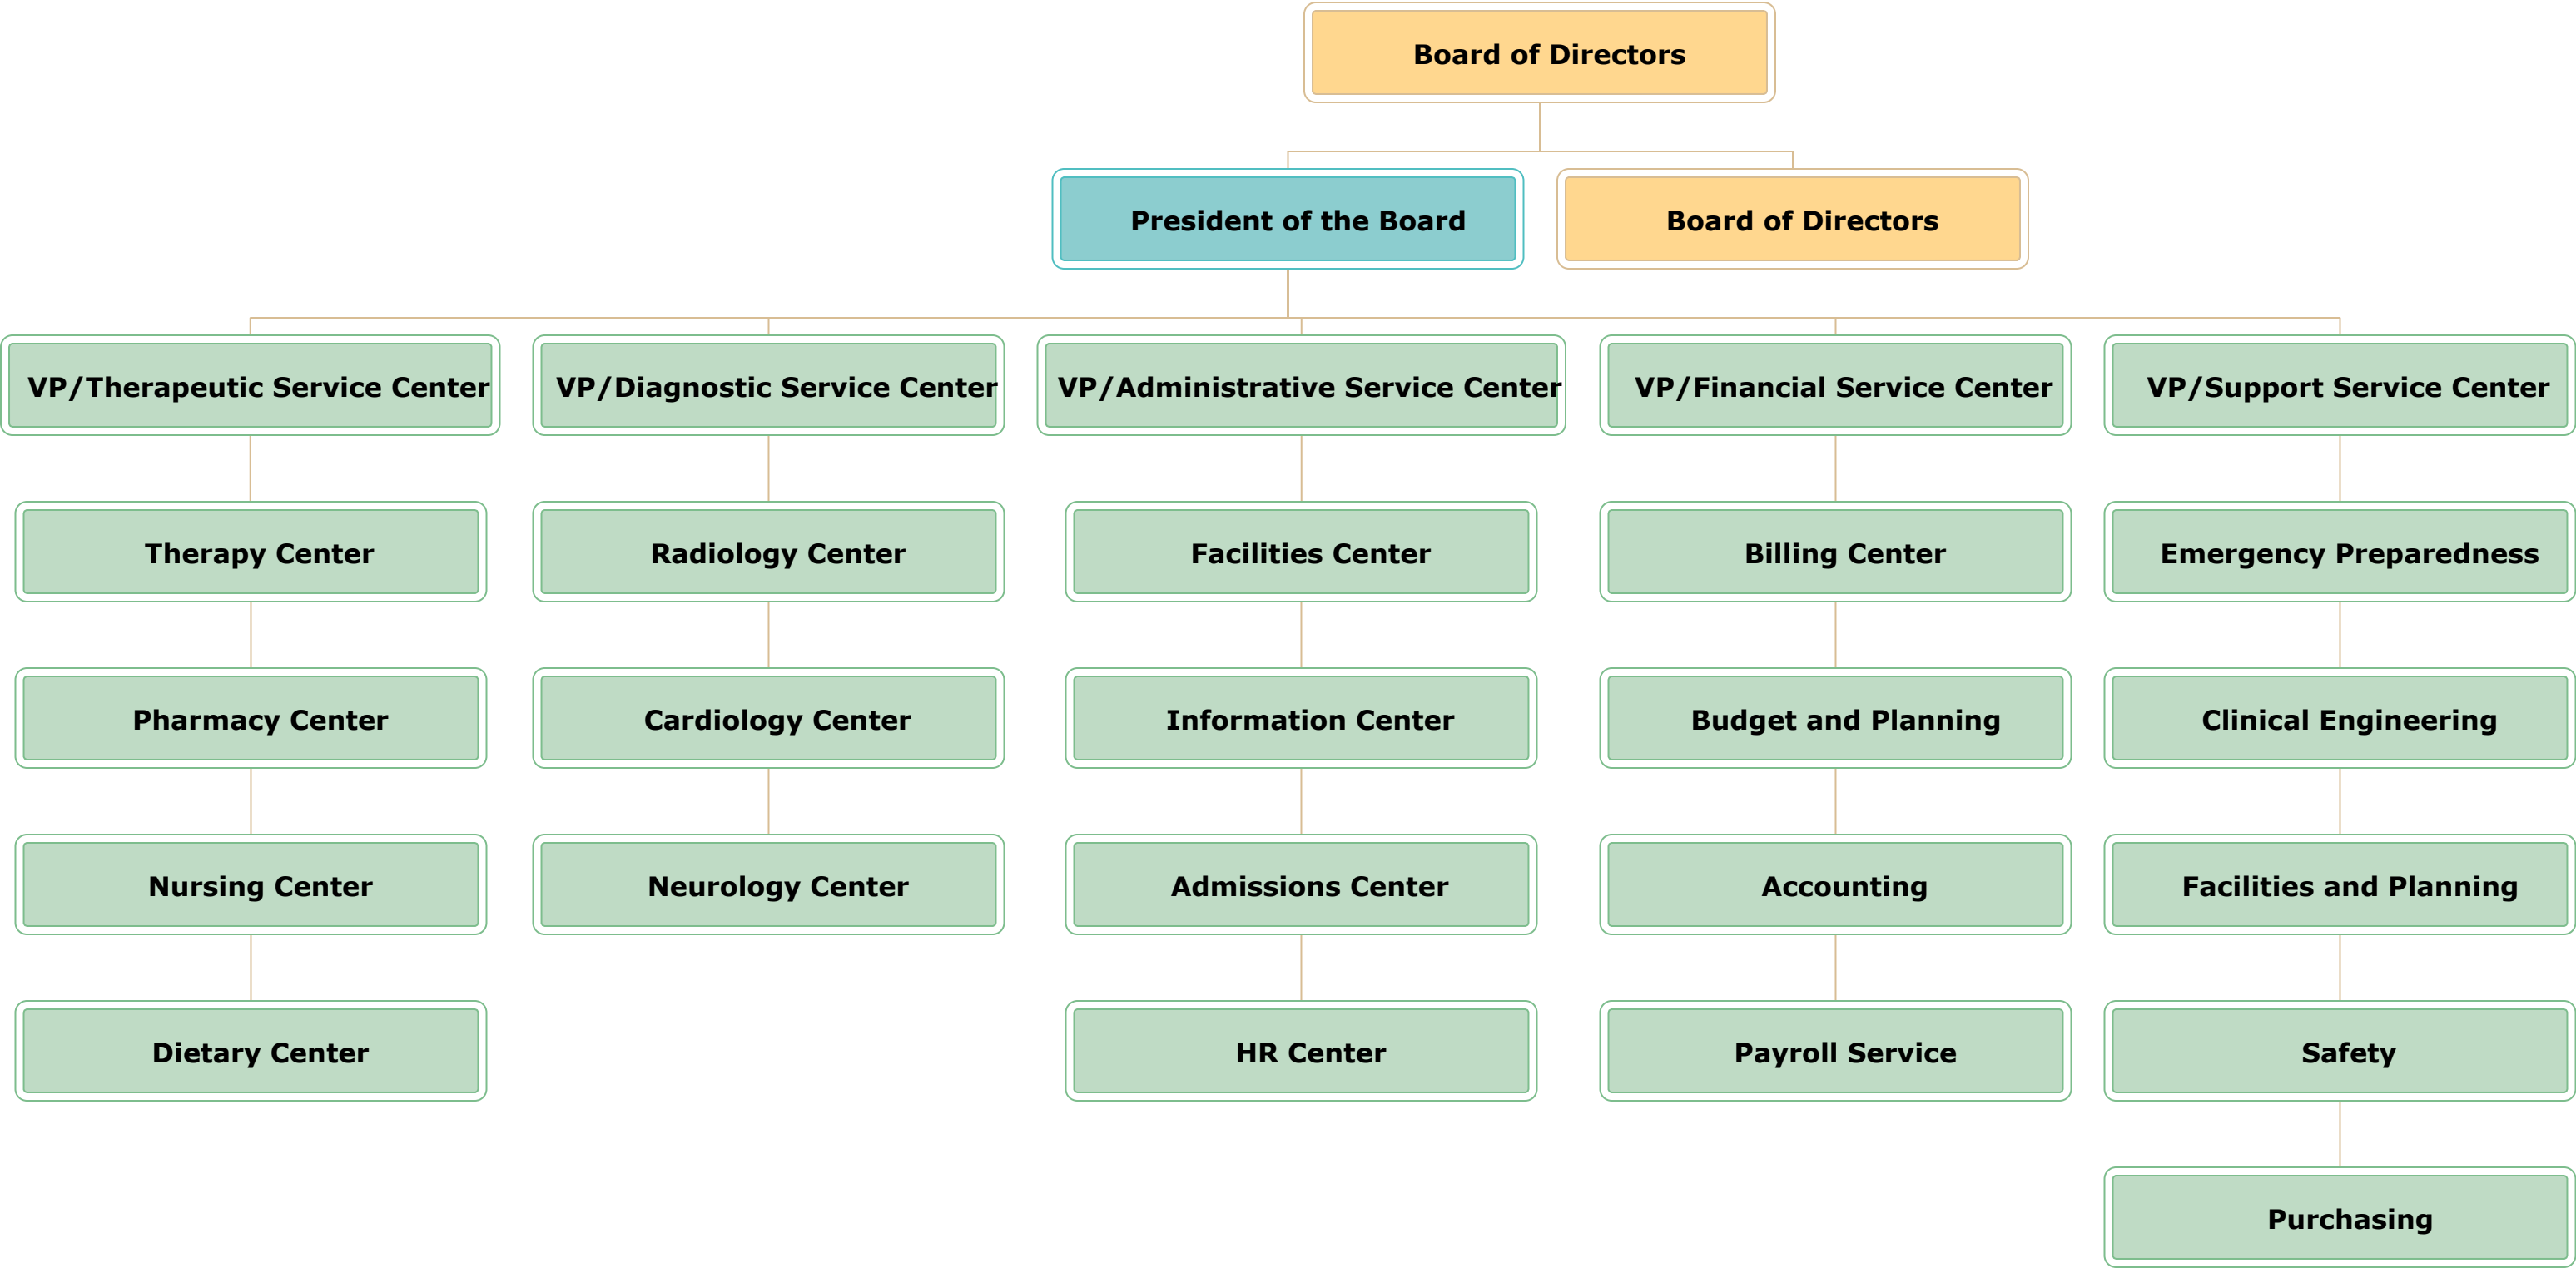 Board of Directors
President of the Board
Board of Directors
VP/Therapeutic Service Center
VP/Diagnostic Service Center
VP/Administrative Service Center
VP/Financial Service Center
VP/Support Service Center
Therapy Center
Radiology Center
Facilities Center
Billing Center
Emergency Preparedness
Pharmacy Center
Cardiology Center
Information Center
Budget and Planning
Clinical Engineering
Nursing Center
Neurology Center
Admissions Center
Accounting
Facilities and Planning
Dietary Center
HR Center
Payroll Service
Safety
Purchasing